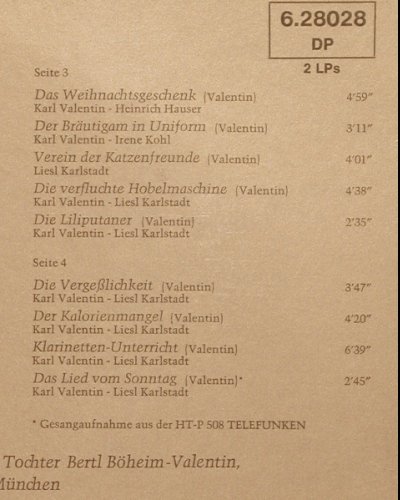 6.28028
DP
2 LPs
Seite 3
Das Weihnachtsgeschenk (Valentin) 4'59"
Karl Valentin - Heinrich Hauser
Der Bräutigam in Uniform (Valentin) 3'11"
Karl Valentin - Irene Kohl
Verein der Katzenfreunde (Valentin) 4'01"
Liesl Karlstadt
Die verfluchte Hobelmaschine (Valentin) 4'38"
Karl Valentin - Liesl Karlstadt
Die Liliputaner (Valentin) 2'35"
Karl Valentin - Liesl Karlstadt
Seite 4
Die Vergeßlichkeit (Valentin) 3'47"
Karl Valentin - Liesl Karlstadt
Der Kalorienmangel (Valentin) 4'20"
Karl Valentin - Liesl Karlstadt
Klarinetten-Unterricht (Valentin) 6'39"
Karl Valentin - Liesl Karlstadt
Das Lied vom Sonntag (Valentin)* 2'45"
Karl Valentin - Liesl Karlstadt
* Gesangaufnahme aus der HT-P 508 TELEFUNKEN
Tochter Bertl Böheim-Valentin,
München